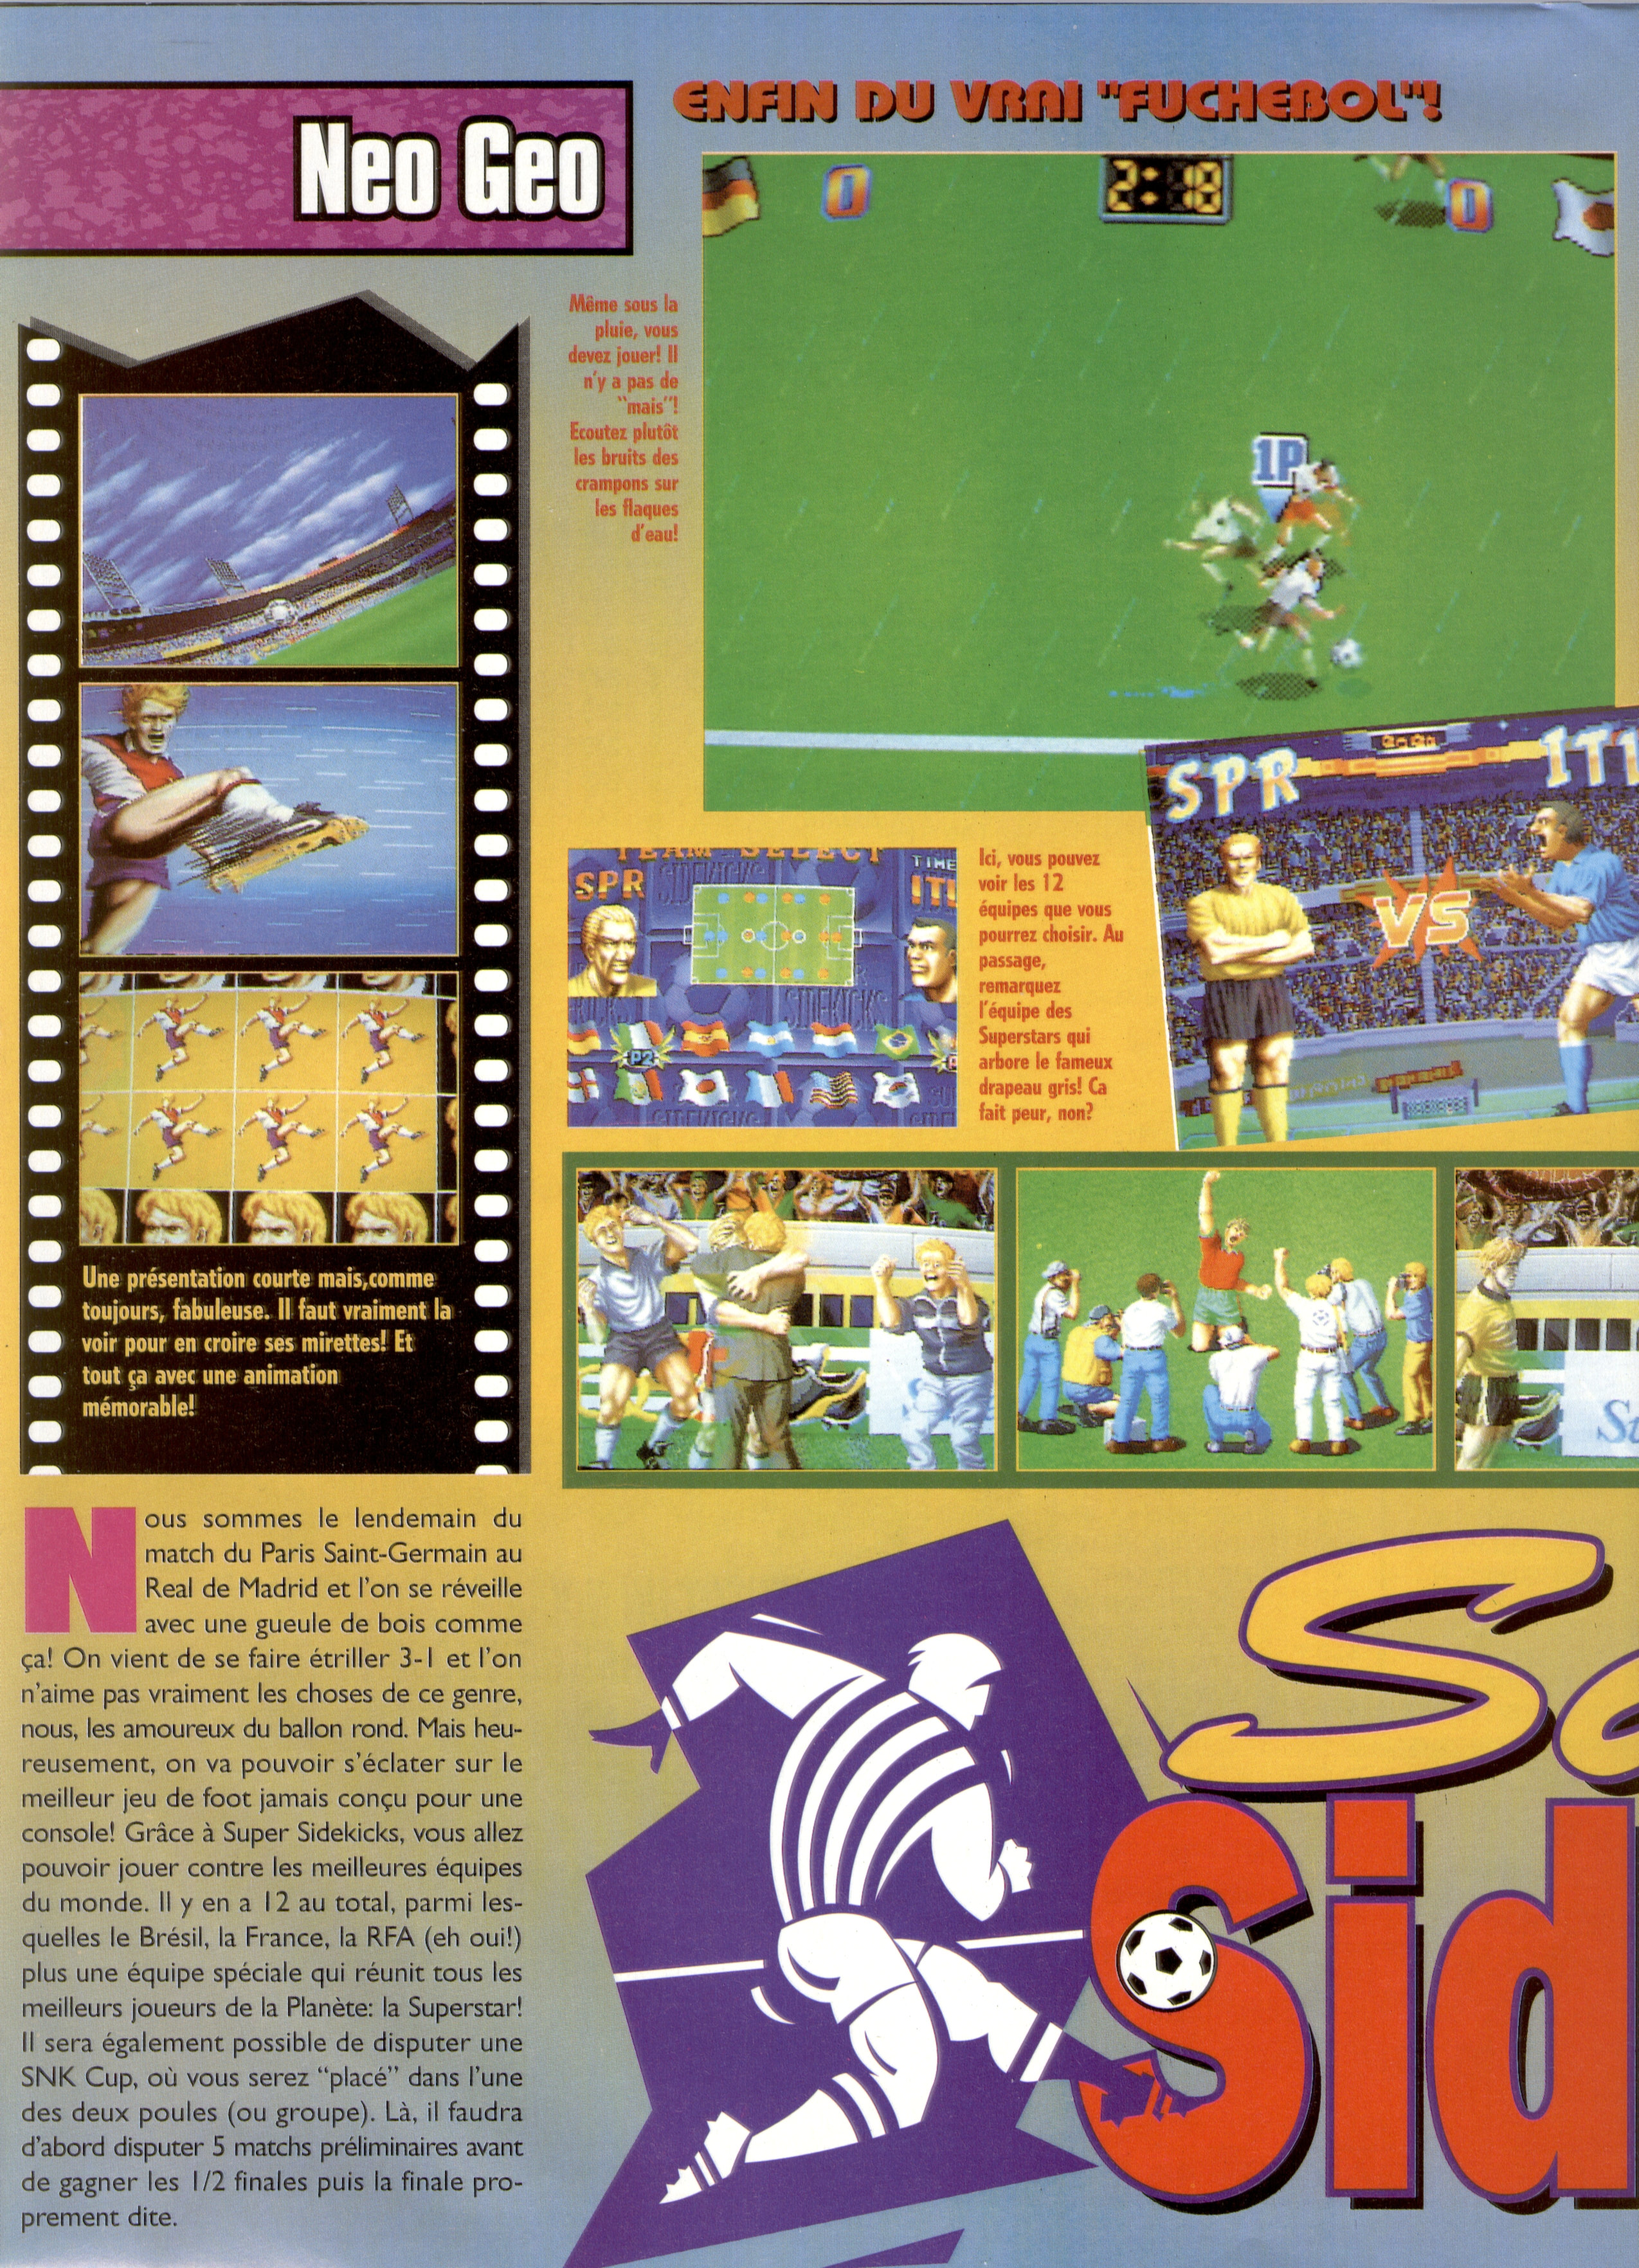 Neo Geo
ENFIN DU VRAI "FUCHEBOL"!
0
2:18
0
1P
Même sous la
pluie, vous
devez jouer! Il
n'y a pas de
"mais"!
Ecoutez plutôt
les bruits des
crampons sur
les flaques
d'eau!
TEAM SELECT
TIME
SPR
P2
SIDEKICKS
Ici, vous pouvez
voir les 12
équipes que vous
pourrez choisir. Au
passage,
remarquez
l'équipe des
Superstars qui
arbore le fameux
drapeau gris! Ca
fait peur, non?
SPR
VS
Une présentation courte mais,comme
toujours, fabuleuse. Il faut vraiment la
voir pour en croire ses mirettes! Et
tout ça avec une animation
mémorable!
Nous sommes le lendemain du
match du Paris Saint-Germain au
Real de Madrid et l'on se réveille
avec une gueule de bois comme
ça! On vient de se faire étriller 3-1 et l'on
n'aime pas vraiment les choses de ce genre,
nous, les amoureux du ballon rond. Mais heu-
reusement, on va pouvoir s'éclater sur le
meilleur jeu de foot jamais conçu pour une
console! Grâce à Super Sidekicks, vous allez
pouvoir jouer contre les meilleures équipes
du monde. Il y en a 12 au total, parmi les-
quelles le Brésil, la France, la RFA (eh oui!)
plus une équipe spéciale qui réunit tous les
meilleurs joueurs de la Planète: la Superstar!
Il sera également possible de disputer une
SNK Cup, où vous serez "placé" dans l'une
des deux poules (ou groupe). Là, il faudra
d'abord disputer 5 matchs préliminaires avant
de gagner les 1/2 finales puis la finale pro-
prement dite.
S
Sid